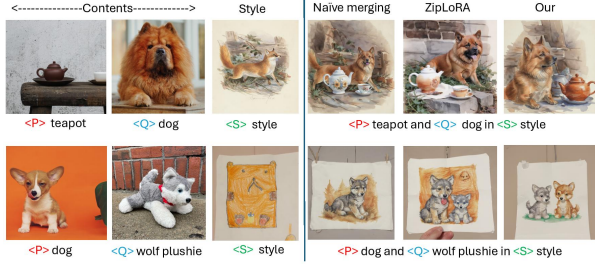 <---------------Contents------------->
Style
Naïve merging
ZipLoRA
Our
<P> teapot
<Q> dog
<S> style
<P> teapot and <Q> dog in <S> style
<P> dog
<Q> wolf plushie
<S> style
<P> dog and <Q> wolf plushie in <S> style